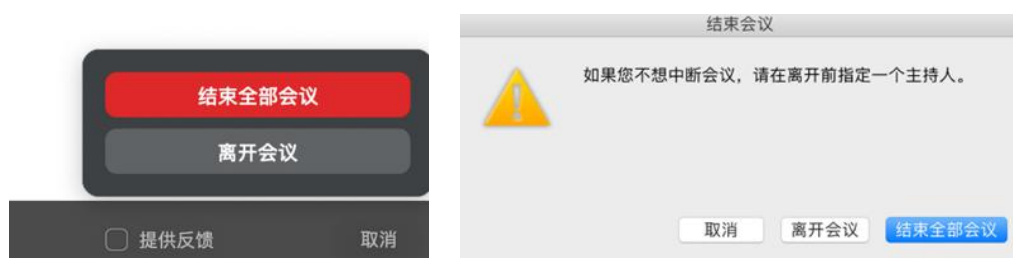 结束全部会议
离开会议
提供反馈 取消
结束会议
如果您不想中断会议，请在离开前指定一个主持人。
取消 离开会议 结束全部会议